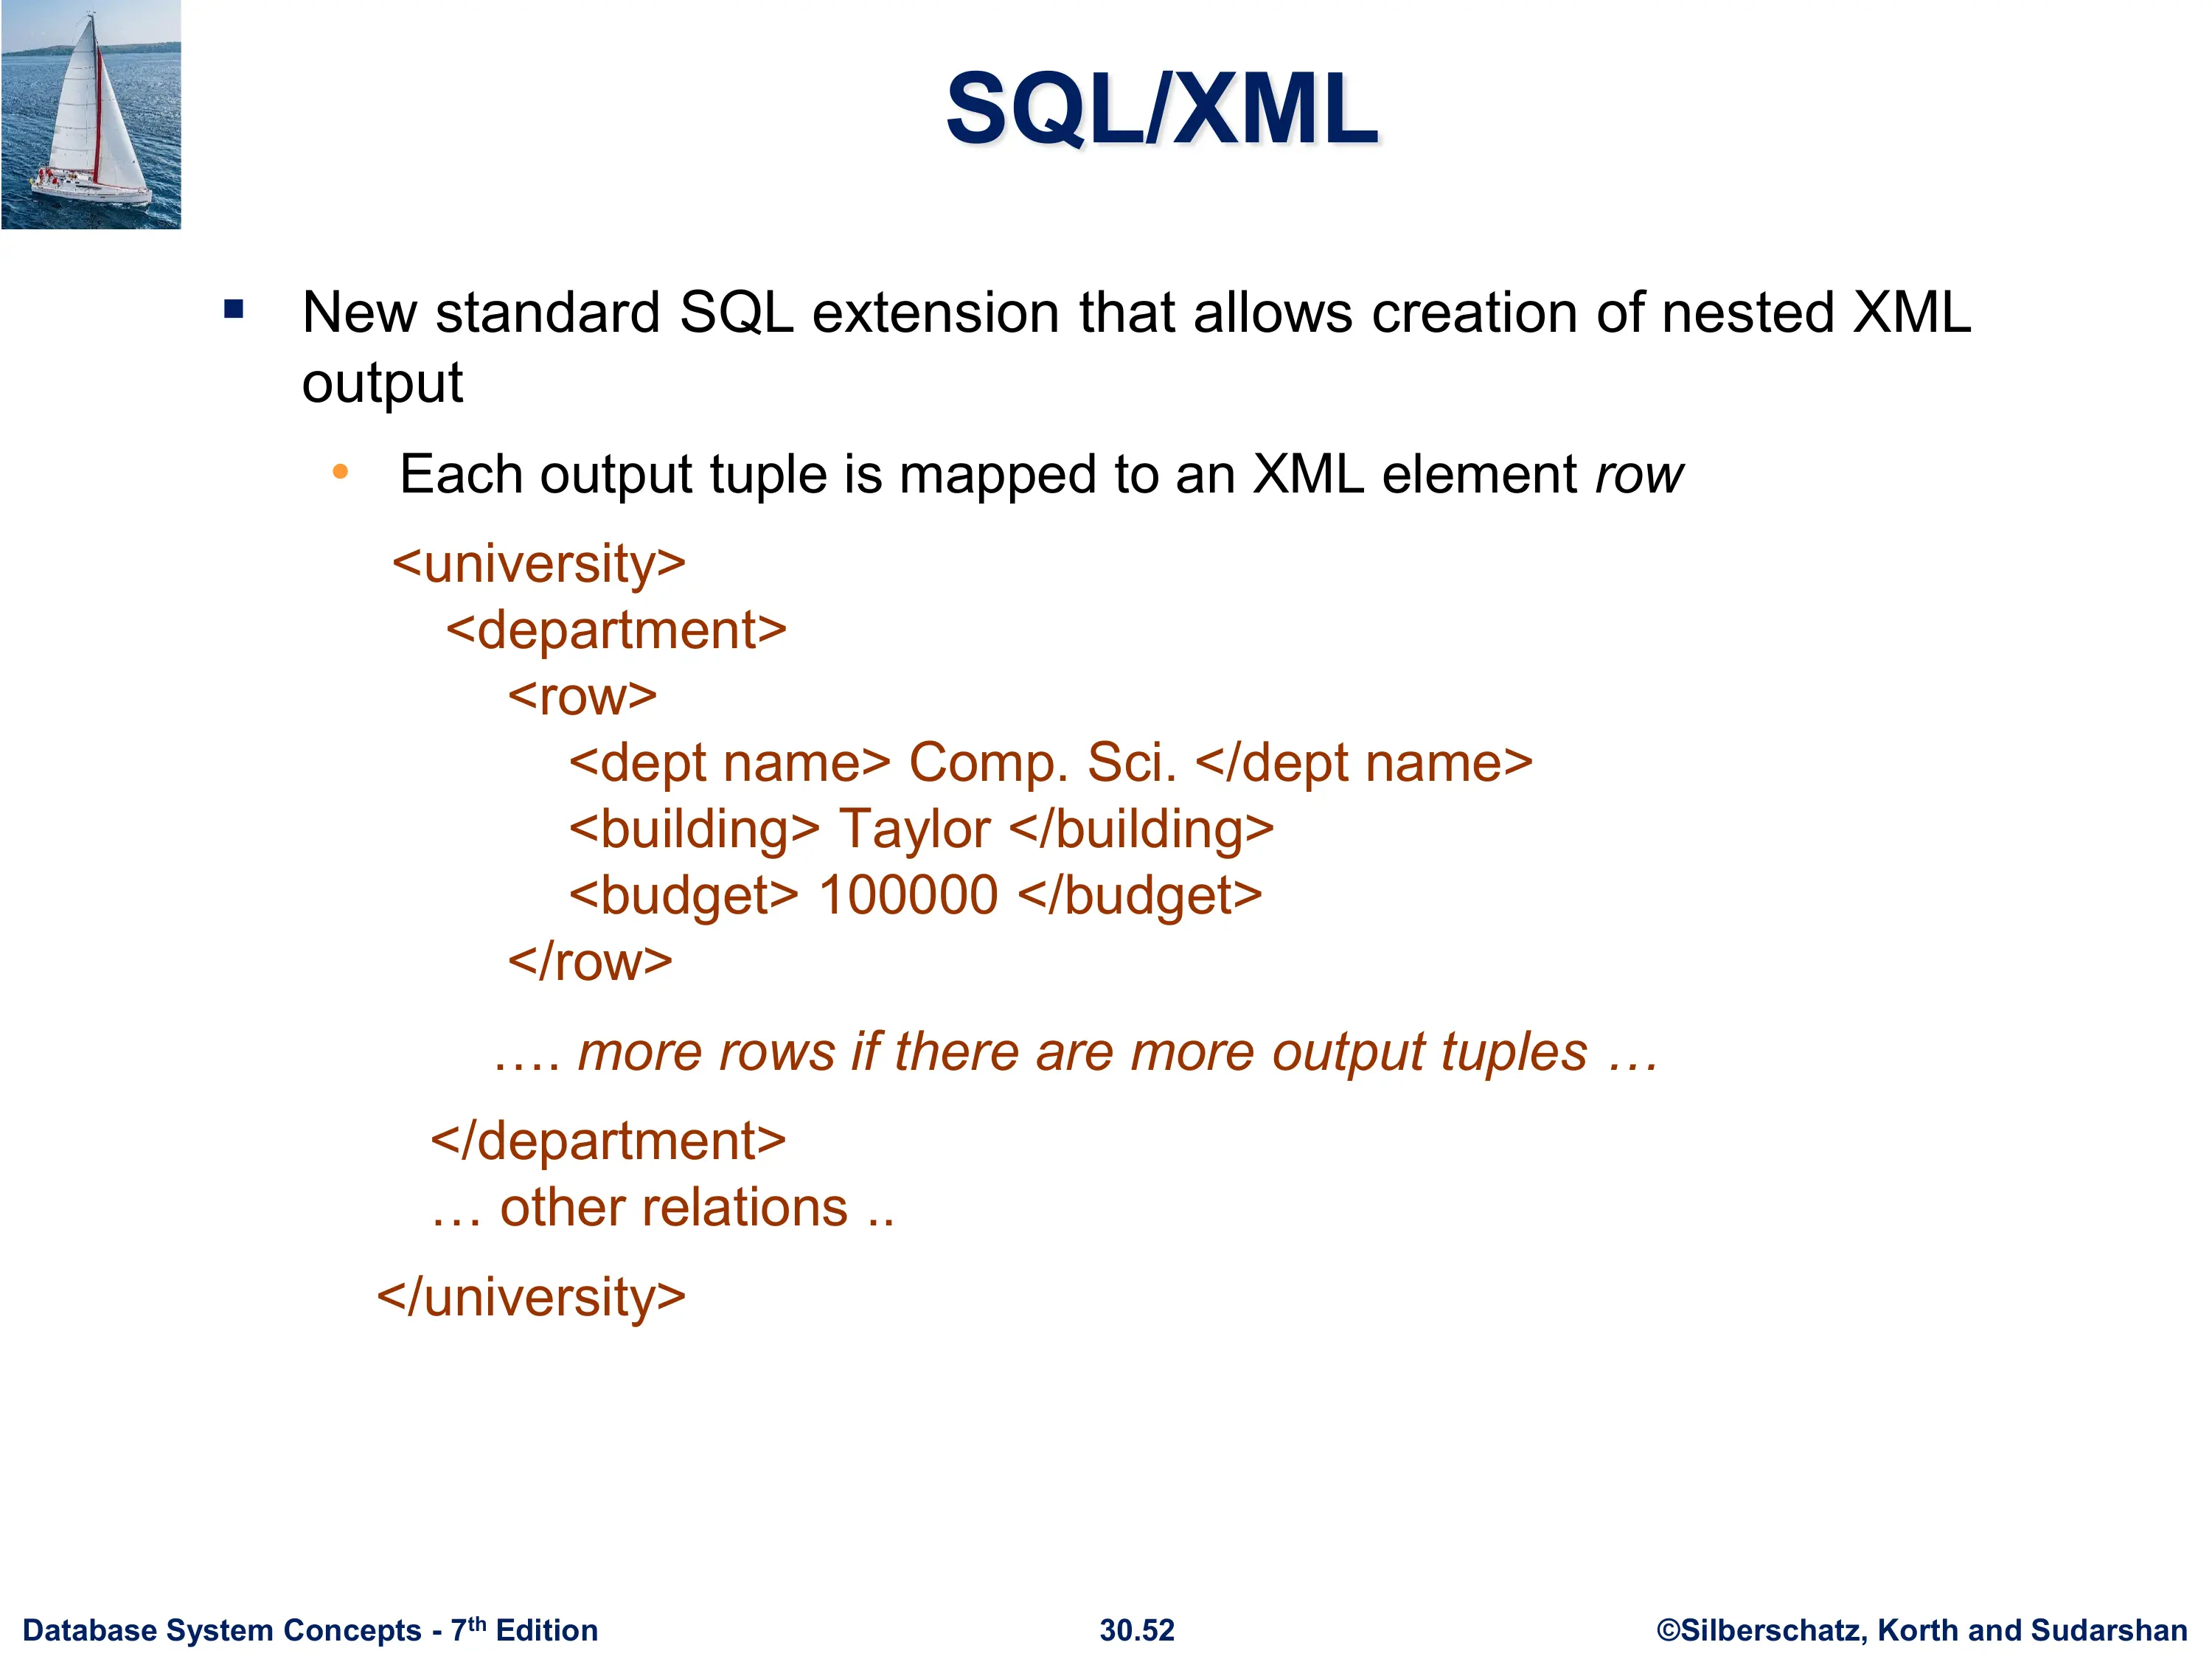 SQL/XML
▪ New standard SQL extension that allows creation of nested XML
output
• Each output tuple is mapped to an XML element row
<university>
<department>
<row>
<dept name> Comp. Sci. </dept name>
<building> Taylor </building>
<budget> 100000 </budget>
</row>
…. more rows if there are more output tuples …
</department>
… other relations ..
</university>
Database System Concepts - 7th Edition
30.52
©Silberschatz, Korth and Sudarshan